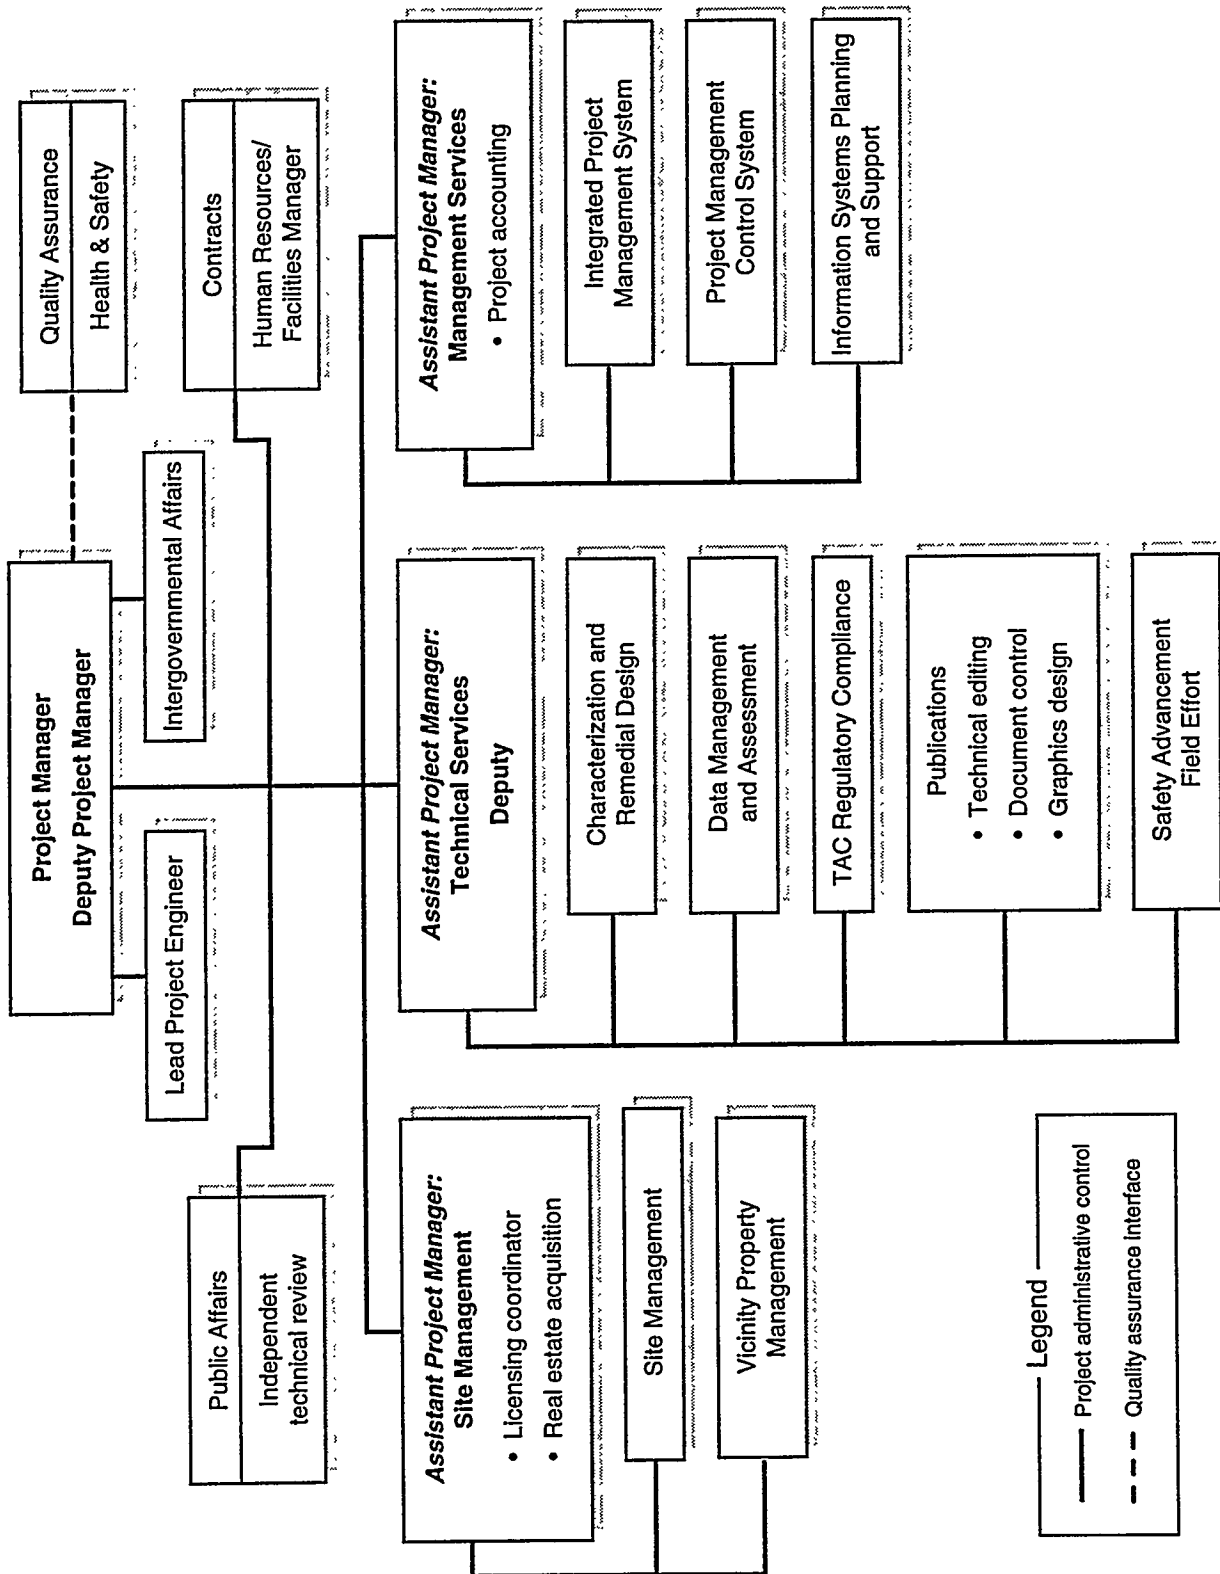 Project Manager
Deputy Project Manager
Quality Assurance
Health & Safety
Lead Project Engineer
Intergovernmental Affairs
Public Affairs
Independent
technical review
Contracts
Human Resources/
Facilities Manager
Assistant Project Manager:
Site Management
• Licensing coordinator
• Real estate acquisition
Site Management
Vicinity Property
Management
Assistant Project Manager:
Technical Services
Deputy
Characterization and
Remedial Design
Data Management
and Assessment
TAC Regulatory Compliance
Publications
• Technical editing
• Document control
• Graphics design
Safety Advancement
Field Effort
Assistant Project Manager:
Management Services
• Project accounting
Integrated Project
Management System
Project Management
Control System
Information Systems Planning
and Support
Legend
Project administrative control
Quality assurance interface